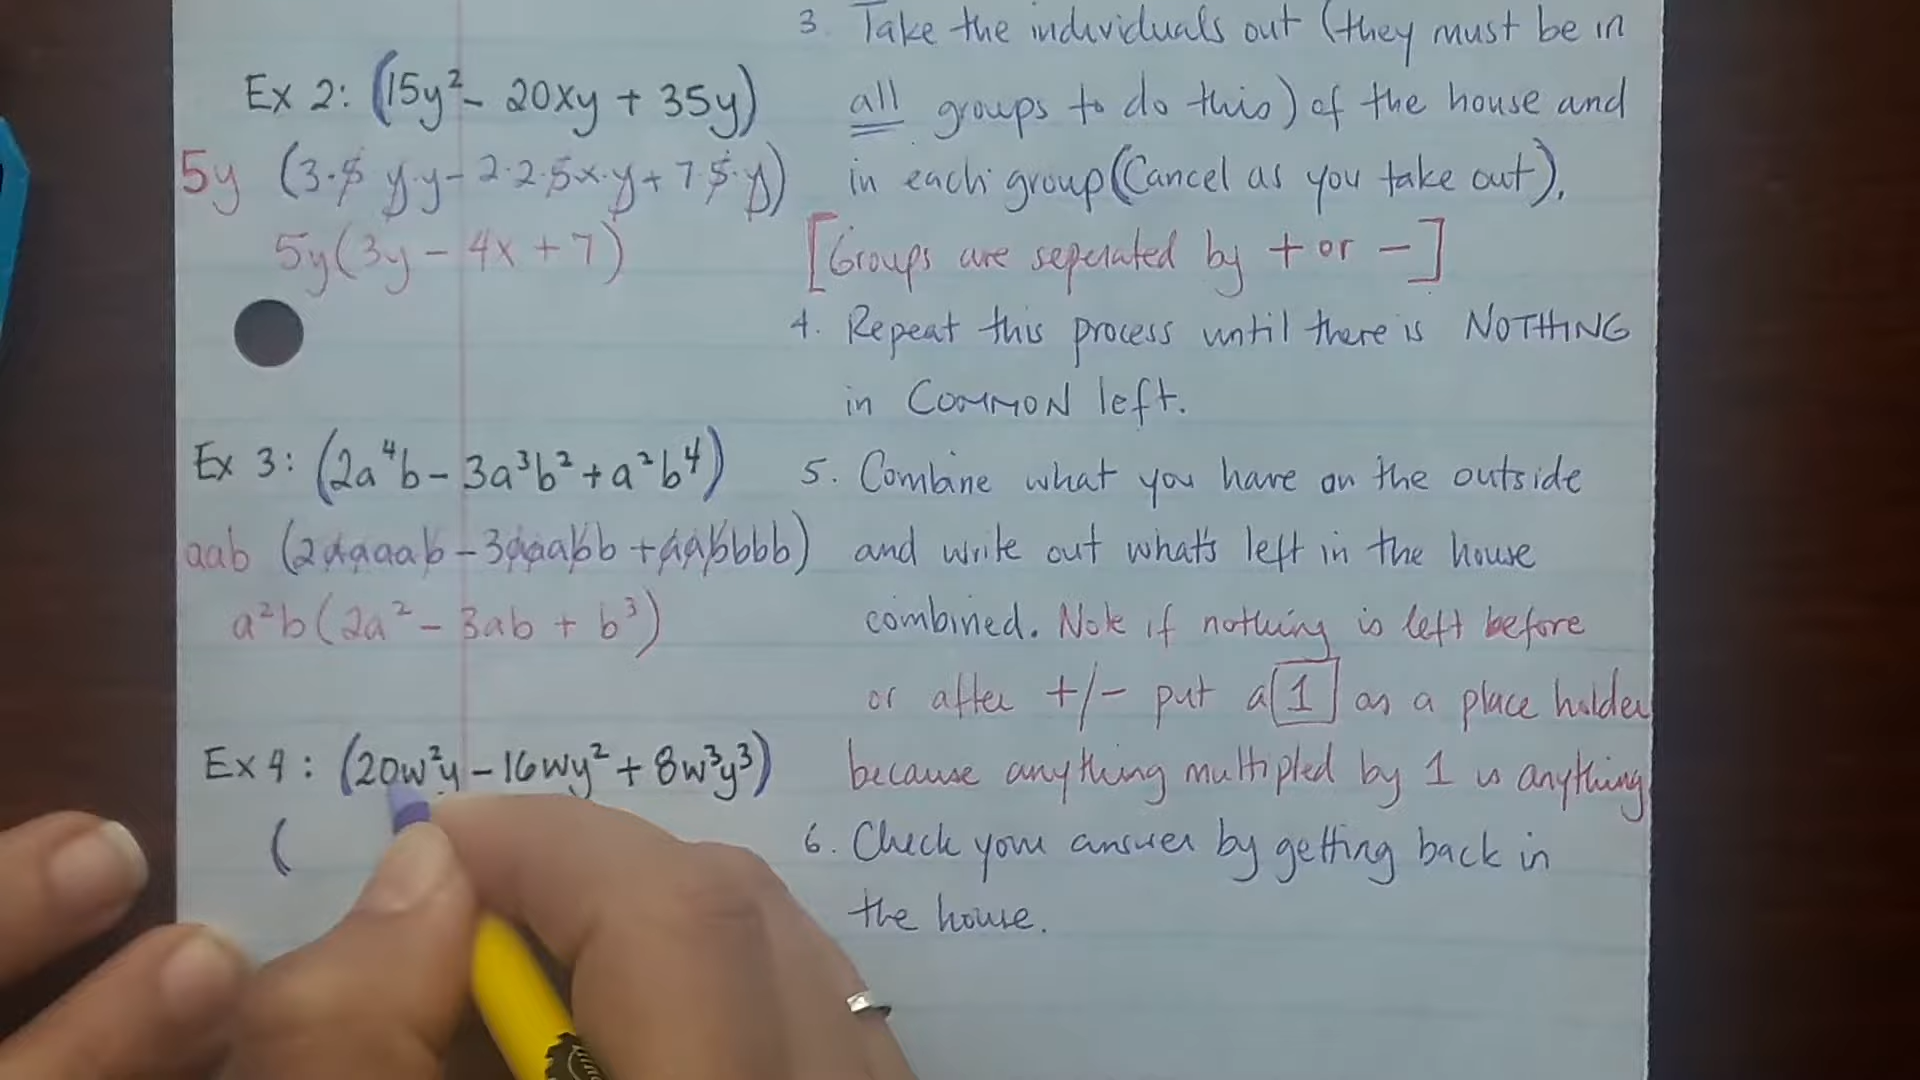 Ex 2: (15y² - 20xy + 35y)
5y (3·5 y·y - 2·2·5·x·y + 7·5·y)
5y(3y - 4x + 7)
Ex 3: (2a⁴b - 3a³b² + a²b⁴)
aab (2aaaab - 3aaabb + aabbbb)
a²b(2a² - 3ab + b³)
Ex 4: (20w²y - 16wy² + 8w³y³)
(
3. Take the individuals out (they must be in
all groups to do this) of the house and
in each group (Cancel as you take out).
[Groups are seperated by + or -]
4. Repeat this process until there is NOTHING
in COMMON left.
5. Combine what you have on the outside
and write out what's left in the house
combined. Note if nothing is left before
or after +/- put a 1 as a place holder
because anything multipled by 1 is anything
6. Check your answer by getting back in
the house.